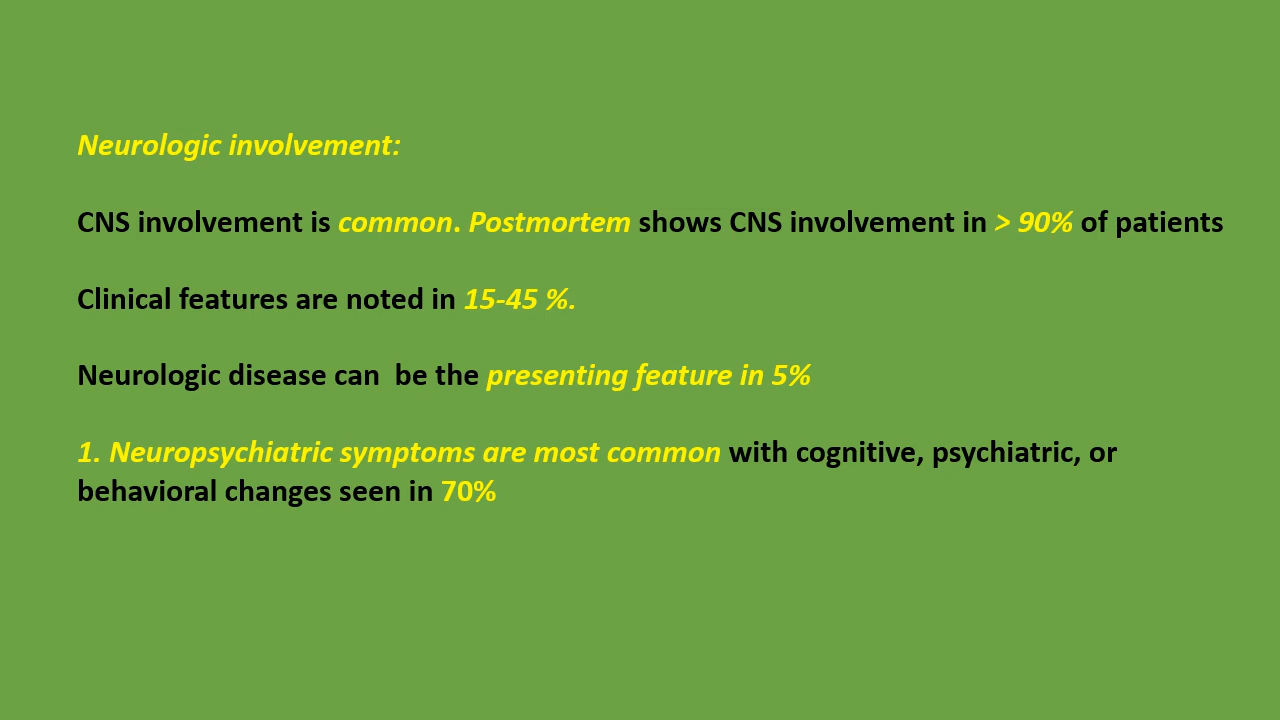 Neurologic involvement:
CNS involvement is common. Postmortem shows CNS involvement in > 90% of patients
Clinical features are noted in 15-45 %.
Neurologic disease can  be the presenting feature in 5%
1. Neuropsychiatric symptoms are most common with cognitive, psychiatric, or
behavioral changes seen in 70%